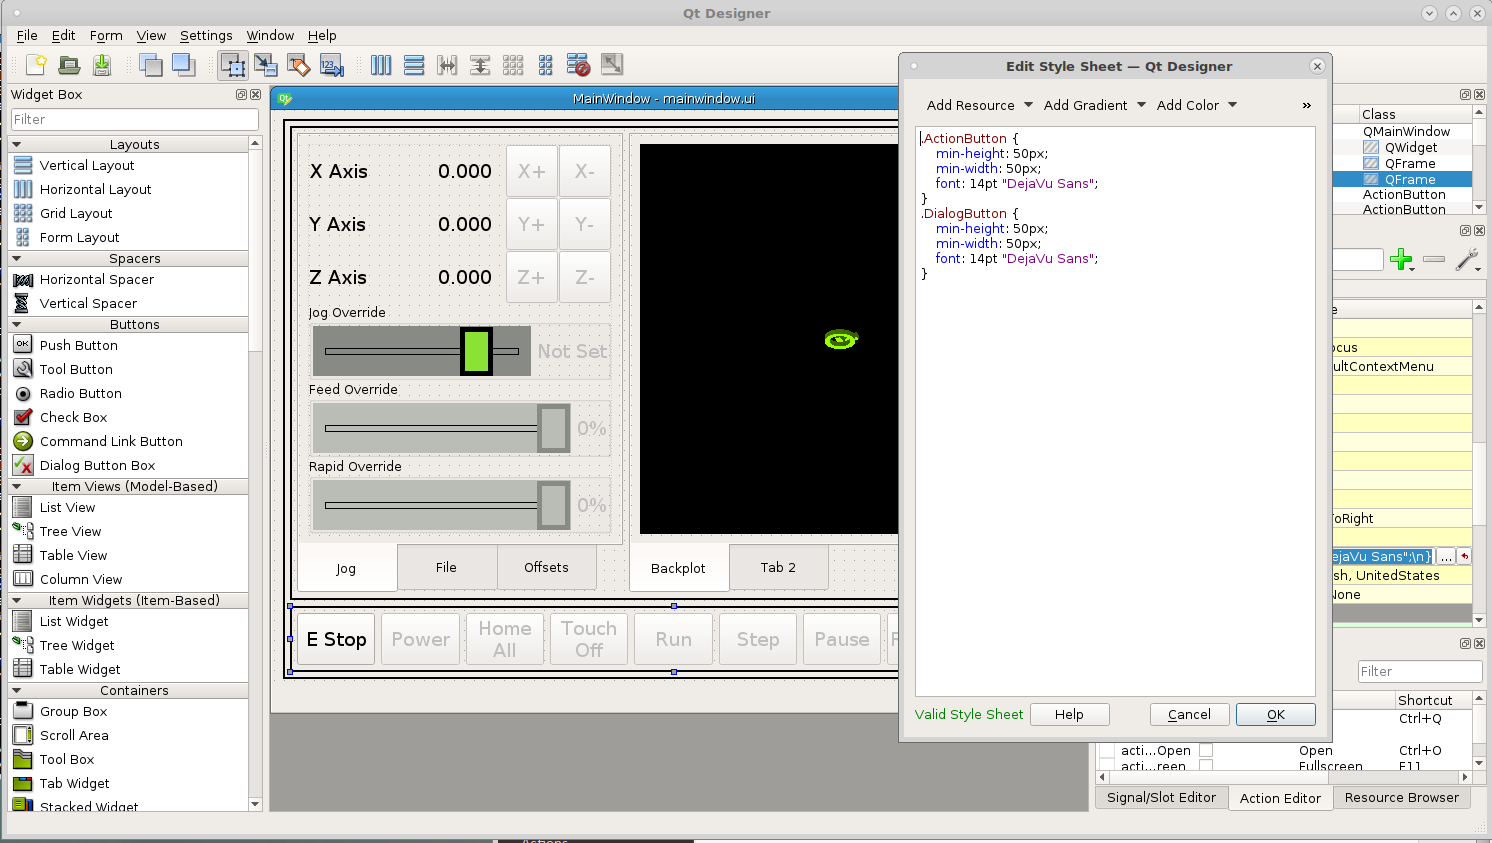 Qt Designer
File Edit Form View Settings Window Help
Widget Box
Filter
Layouts
Vertical Layout
Horizontal Layout
Grid Layout
Form Layout
Spacers
Horizontal Spacer
Vertical Spacer
Buttons
Push Button
Tool Button
Radio Button
Check Box
Command Link Button
Dialog Button Box
Item Views (Model-Based)
List View
Tree View
Table View
Column View
Item Widgets (Item-Based)
List Widget
Tree Widget
Table Widget
Containers
Group Box
Scroll Area
Tool Box
Tab Widget
Stacked Widget
MainWindow - mainwindow.ui
X Axis 0.000 X+ X-
Y Axis 0.000 Y+ Y-
Z Axis 0.000 Z+ Z-
Jog Override
Not Set
Feed Override
0%
Rapid Override
0%
Jog File Offsets
Backplot Tab 2
E Stop Power Home All Touch Off Run Step Pause
Edit Style Sheet — Qt Designer
Add Resource Add Gradient Add Color »
.ActionButton {
min-height: 50px;
min-width: 50px;
font: 14pt "DejaVu Sans";
}
.DialogButton {
min-height: 50px;
min-width: 50px;
font: 14pt "DejaVu Sans";
}
Valid Style Sheet Help Cancel OK
Class
QMainWindow
QWidget
QFrame
QFrame
ActionButton
ActionButton
e
ocus
ultContextMenu
ToRight
ejaVu Sans";\n} ...
sh, UnitedStates
None
Filter
Shortcut
Ctrl+Q
acti...Open Open Ctrl+O
acti...reen Fullscreen F11
Signal/Slot Editor Action Editor Resource Browser